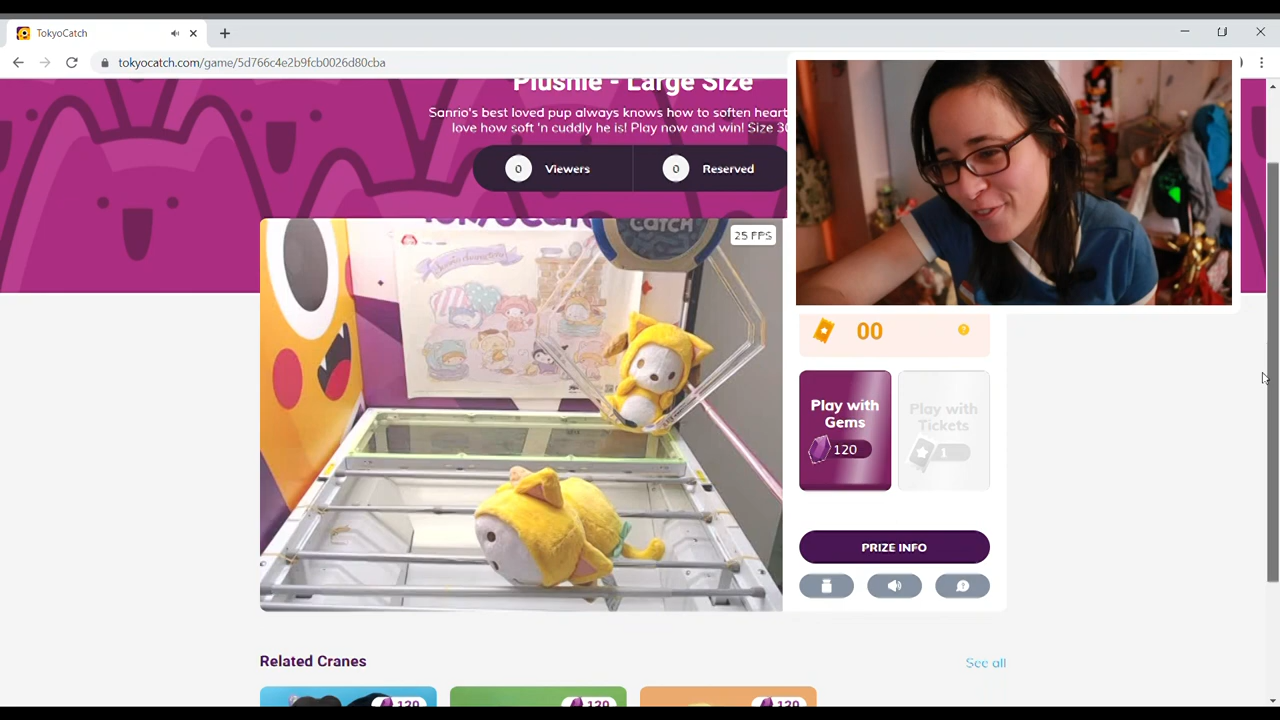 TokyoCatch
tokyocatch.com/game/5d766c4e2b9fcb0026d80cba
Plushie - Large Size
Sanrio's best loved pup always knows how to soften heart
love how soft 'n cuddly he is! Play now and win! Size 30
0 Viewers
0 Reserved
CATCH
25 FPS
00
Play with
Gems
120
Play with
Tickets
1
PRIZE INFO
Related Cranes
See all
120
120
120